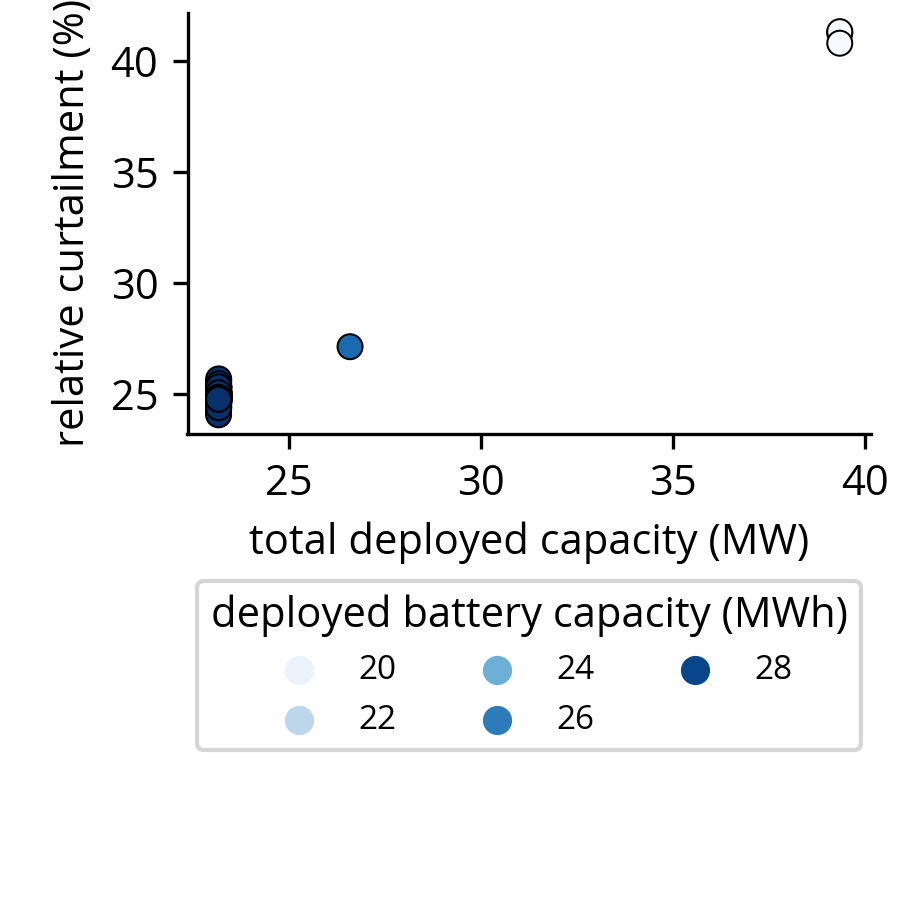 relative curtailment (%)
40
35
30
25
25 30 35 40
total deployed capacity (MW)
deployed battery capacity (MWh)
20 24 28
22 26